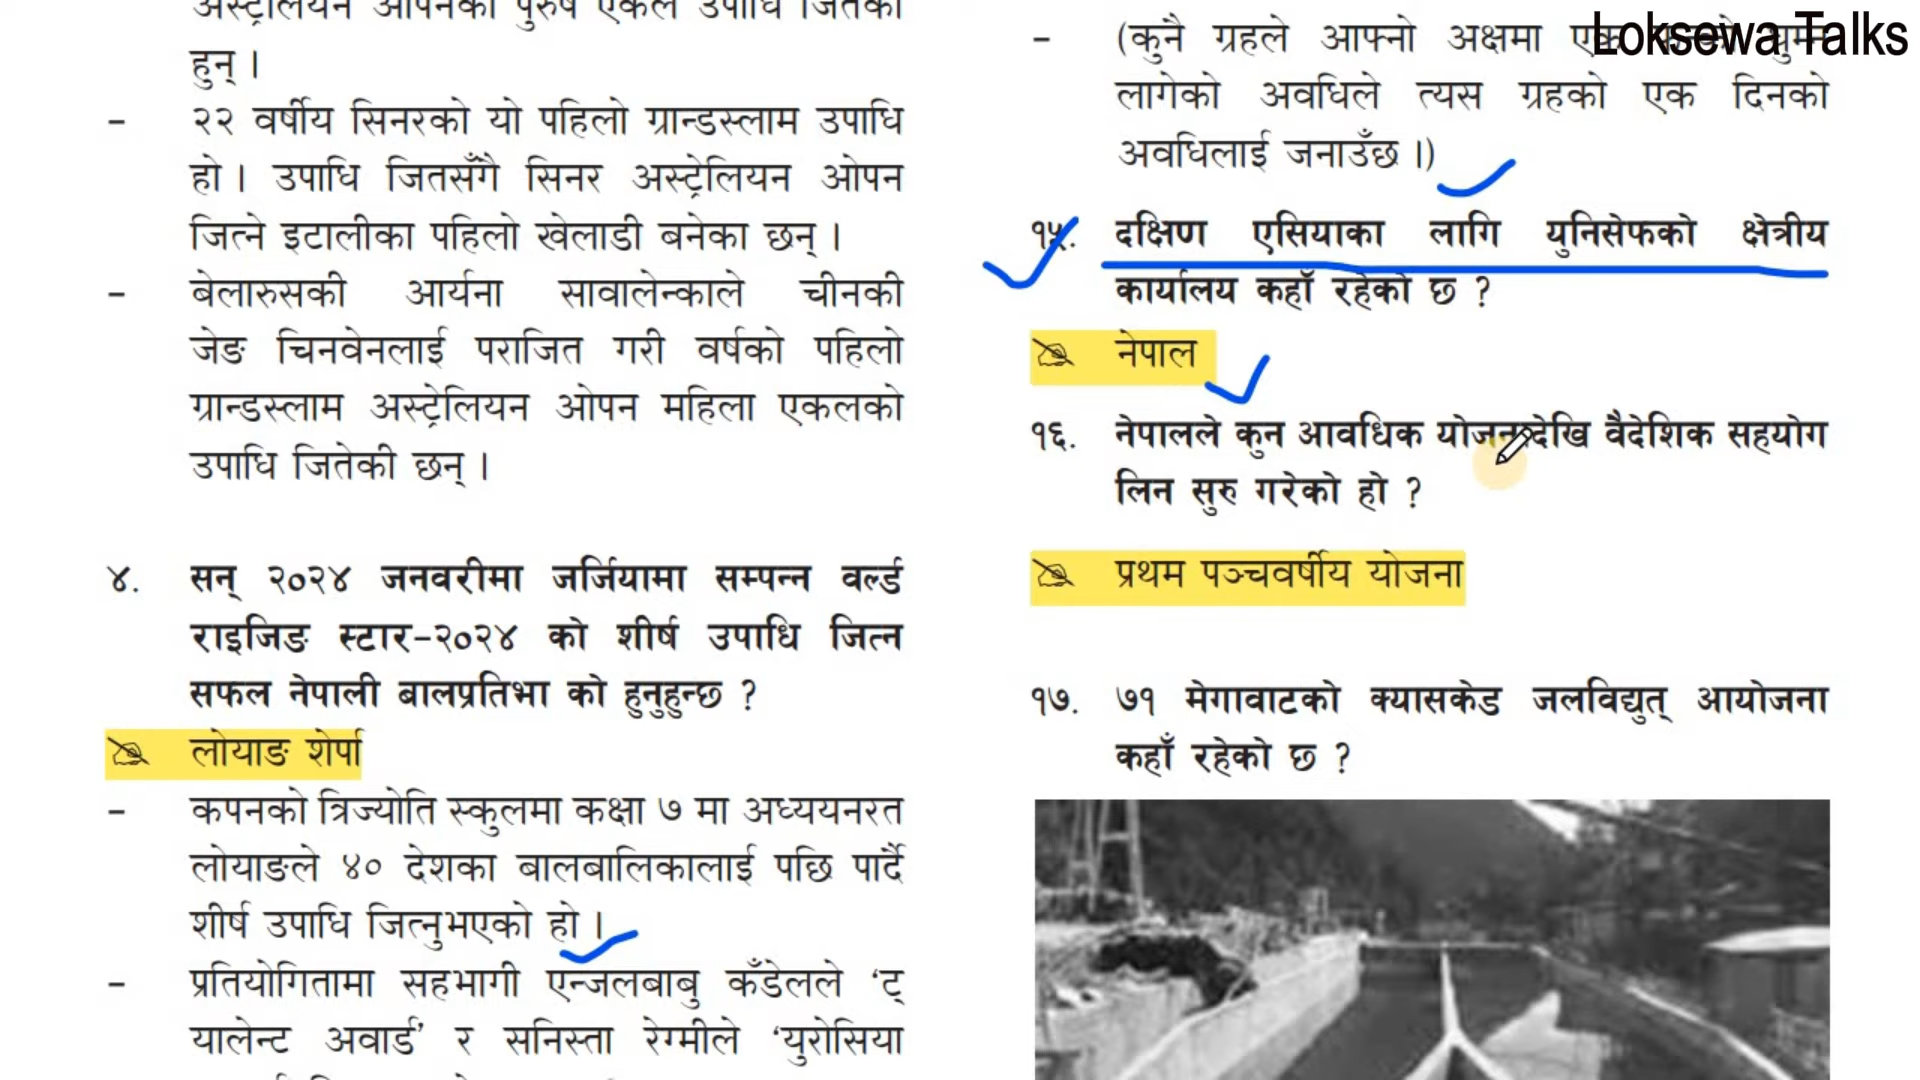 अस्ट्रेलियन ओपनको पुरुष एकल उपाधि जितेका
हुन् ।
– २२ वर्षीय सिनरको यो पहिलो ग्रान्डस्लाम उपाधि
हो । उपाधि जितसँगै सिनर अस्ट्रेलियन ओपन
जित्ने इटालीका पहिलो खेलाडी बनेका छन् ।
– बेलारुसकी आर्यना सावालेन्काले चीनकी
जेङ चिनवेनलाई पराजित गरी वर्षको पहिलो
ग्रान्डस्लाम अस्ट्रेलियन ओपन महिला एकलको
उपाधि जितेकी छन् ।
४. सन् २०२४ जनवरीमा जर्जियामा सम्पन्न वर्ल्ड
राइजिङ स्टार–२०२४ को शीर्ष उपाधि जित्न
सफल नेपाली बालप्रतिभा को हुनुहुन्छ ?
लोयाङ शेर्पा
– कपनको त्रिज्योति स्कुलमा कक्षा ७ मा अध्ययनरत
लोयाङले ४० देशका बालबालिकालाई पछि पार्दै
शीर्ष उपाधि जित्नुभएको हो ।
– प्रतियोगितामा सहभागी एन्जलबाबु कँडेलले ‘ट्
यालेन्ट अवार्ड’ र सनिस्ता रेग्मीले ‘युरोसिया
Loksewa Talks
– (कुनै ग्रहले आफ्नो अक्षमा एक
लागेको अवधिले त्यस ग्रहको एक दिनको
अवधिलाई जनाउँछ ।)
१५. दक्षिण एसियाका लागि युनिसेफको क्षेत्रीय
कार्यालय कहाँ रहेको छ ?
नेपाल
१६. नेपालले कुन आवधिक योजनादेखि वैदेशिक सहयोग
लिन सुरु गरेको हो ?
प्रथम पञ्चवर्षीय योजना
१७. ७१ मेगावाटको क्यासकेड जलविद्युत् आयोजना
कहाँ रहेको छ ?